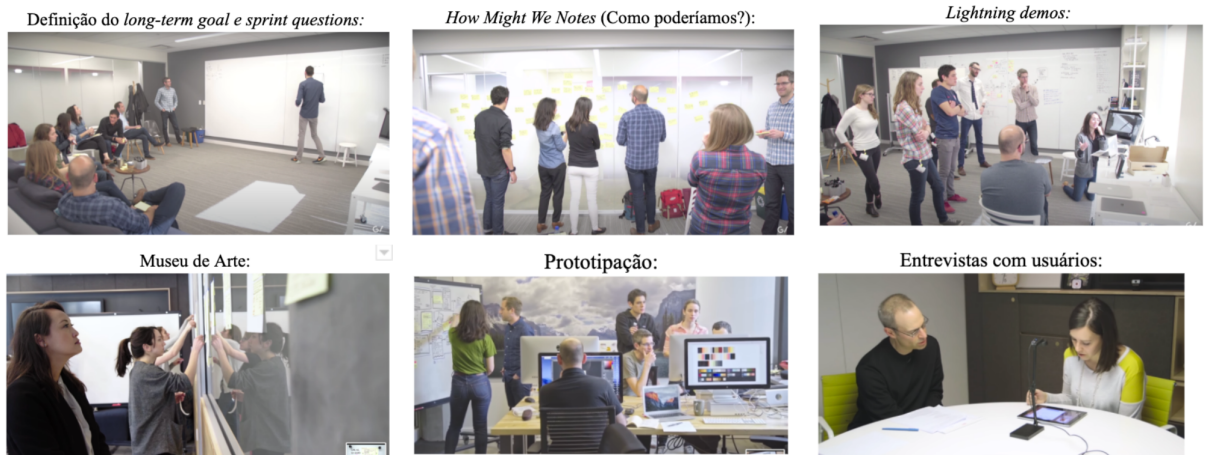 Definição do long-term goal e sprint questions:
How Might We Notes (Como poderíamos?):
Lightning demos:
Museu de Arte:
Prototipação:
Entrevistas com usuários: